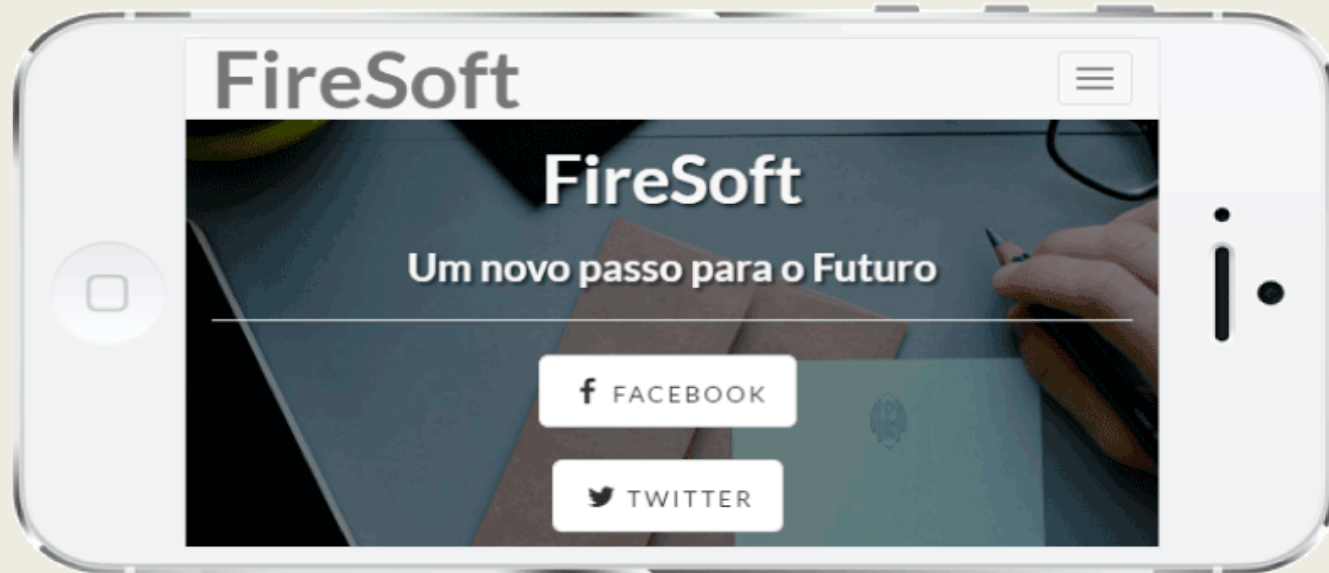 FireSoft
FireSoft
Um novo passo para o Futuro
FACEBOOK
TWITTER